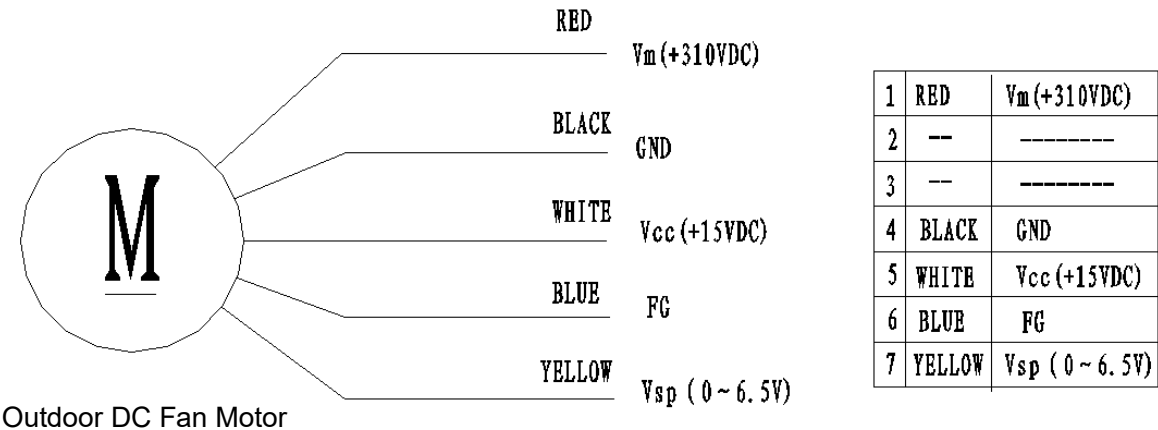 RED
Vm(+310VDC)
BLACK
GND
WHITE
Vcc(+15VDC)
BLUE
FG
YELLOW
Vsp (0~6.5V)
M
Outdoor DC Fan Motor
1 RED Vm(+310VDC)
2 -- --------
3 -- --------
4 BLACK GND
5 WHITE Vcc(+15VDC)
6 BLUE FG
7 YELLOW Vsp (0~6.5V)